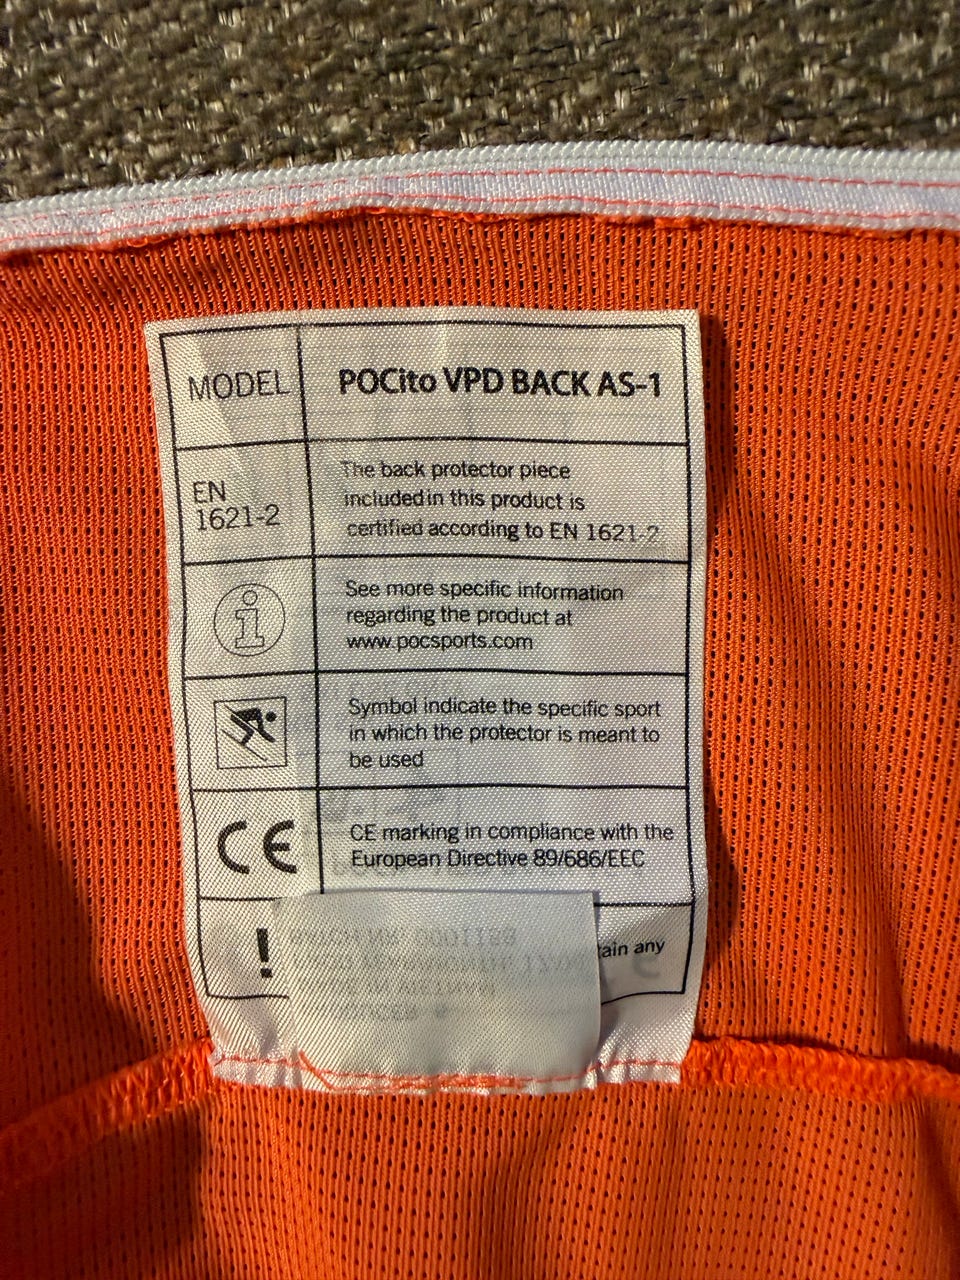 MODEL
POCito VPD BACK AS-1
EN
1621-2
The back protector piece
included in this product is
certified according to EN 1621-2
i
See more specific information
regarding the product at
www.pocsports.com
Symbol indicate the specific sport
in which the protector is meant to
be used
CE
CE marking in compliance with the
European Directive 89/686/EEC
!
any